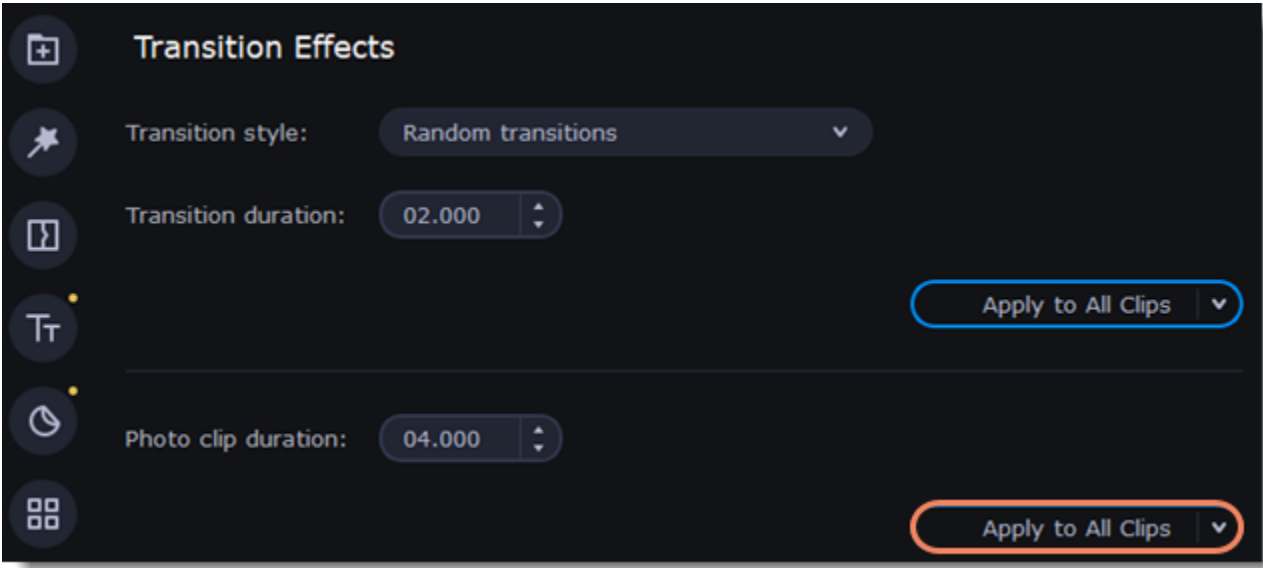 Transition Effects
Transition style: Random transitions
Transition duration: 02.000
Apply to All Clips
Tт
Photo clip duration: 04.000
Apply to All Clips